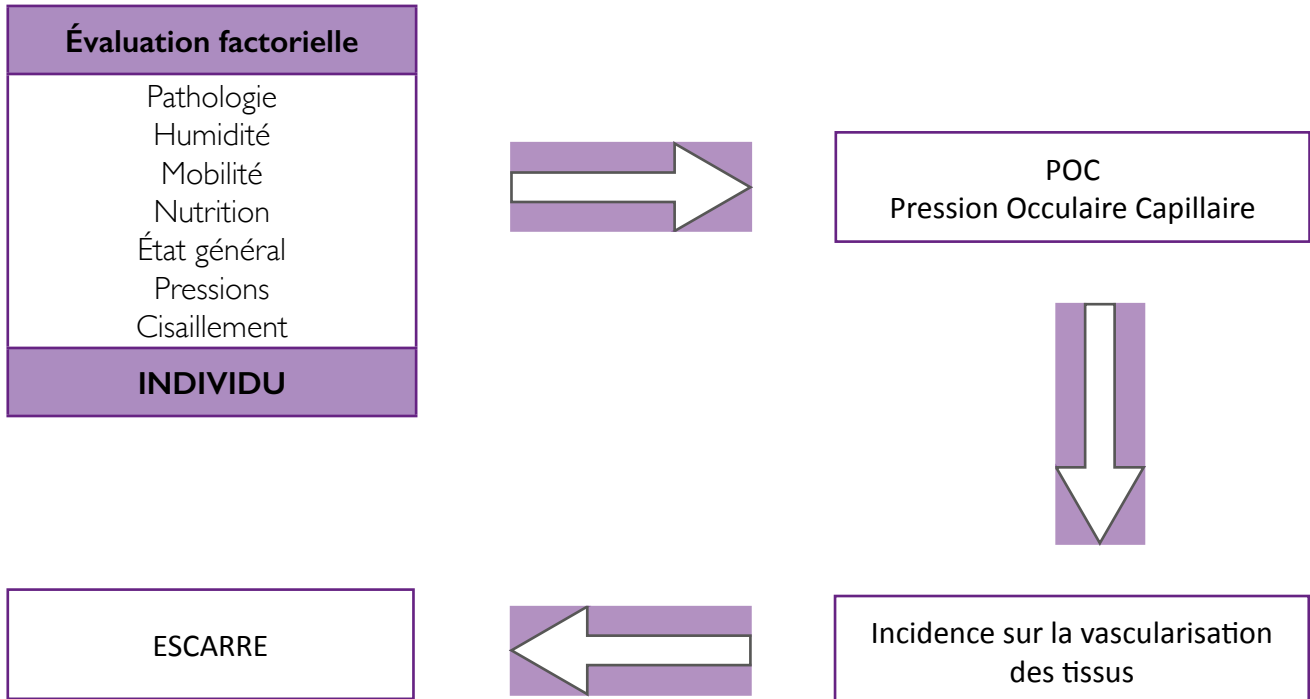 Évaluation factorielle
Pathologie
Humidité
Mobilité
Nutrition
État général
Pressions
Cisaillement
INDIVIDU
POC
Pression Occulaire Capillaire
Incidence sur la vascularisation
des tissus
ESCARRE